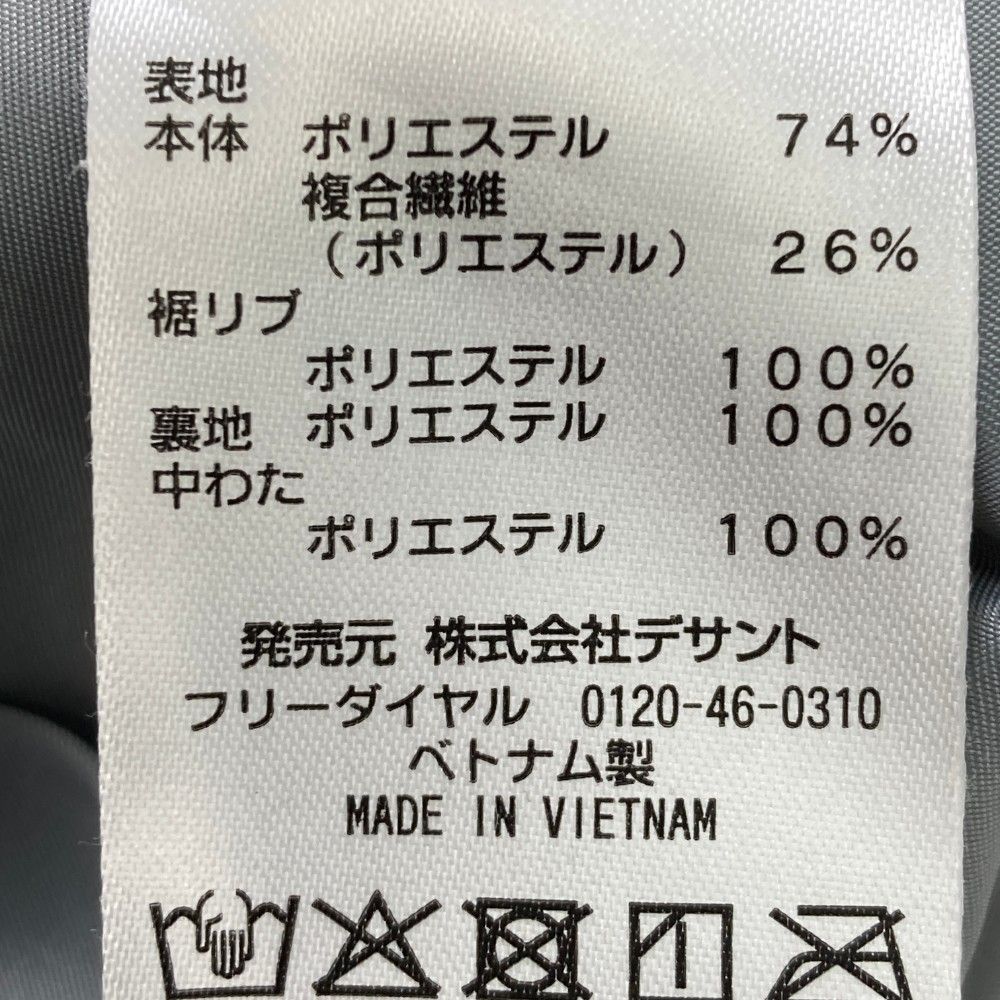 表地
本体 ポリエステル 74%
複合繊維
(ポリエステル) 26%
裾リブ
ポリエステル 100%
裏地 ポリエステル 100%
中わた
ポリエステル 100%
発売元 株式会社デサント
フリーダイヤル 0120-46-0310
ベトナム製
MADE IN VIETNAM